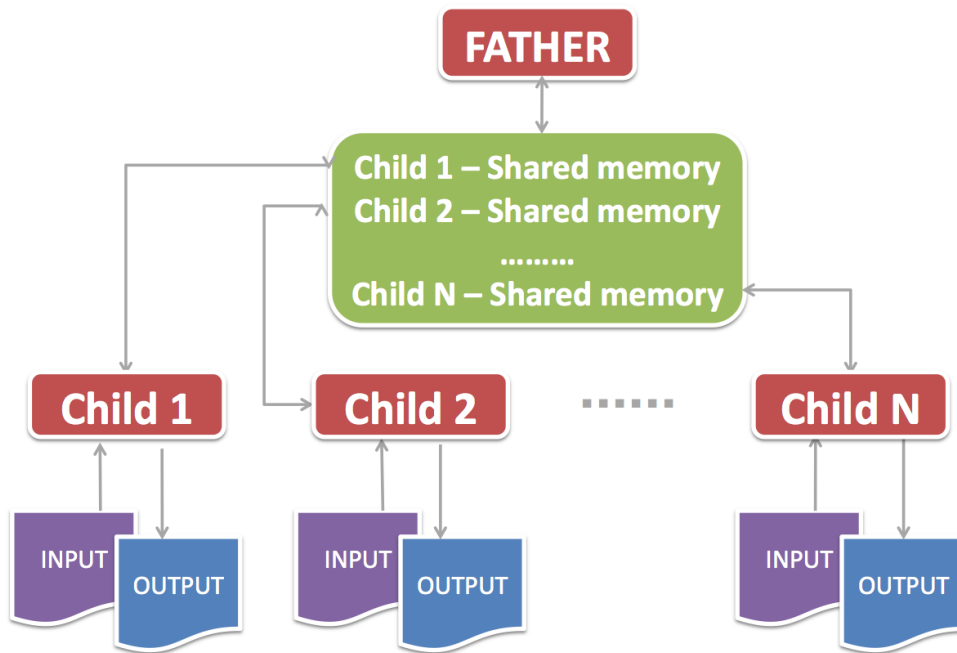 FATHER
Child 1 – Shared memory
Child 2 – Shared memory
………
Child N – Shared memory
Child 1
Child 2
......
Child N
INPUT
OUTPUT
INPUT
OUTPUT
INPUT
OUTPUT